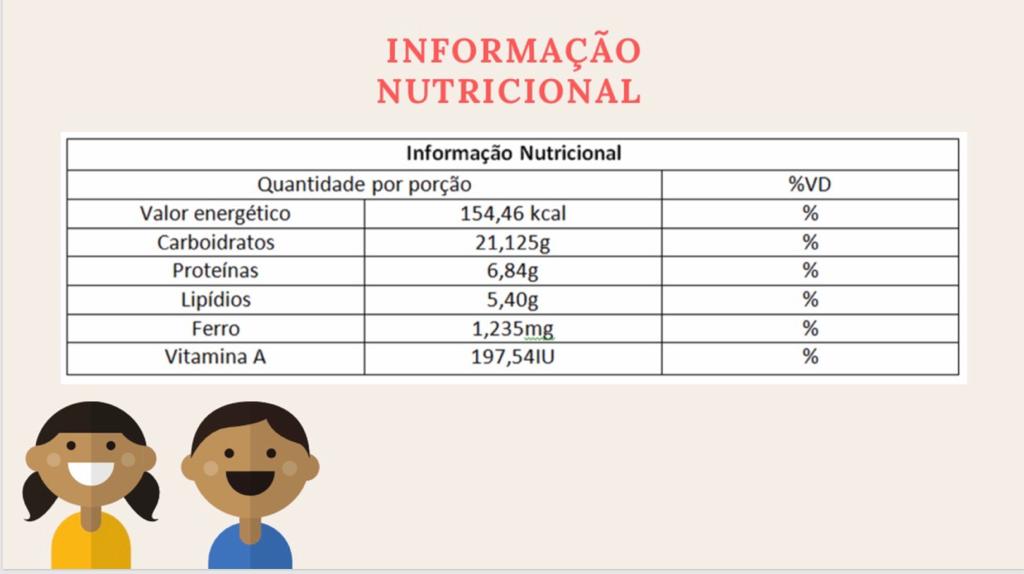 INFORMAÇÃO
NUTRICIONAL
Informação Nutricional
Quantidade por porção %VD
Valor energético 154,46 kcal %
Carboidratos 21,125g %
Proteínas 6,84g %
Lipídios 5,40g %
Ferro 1,235mg %
Vitamina A 197,54IU %